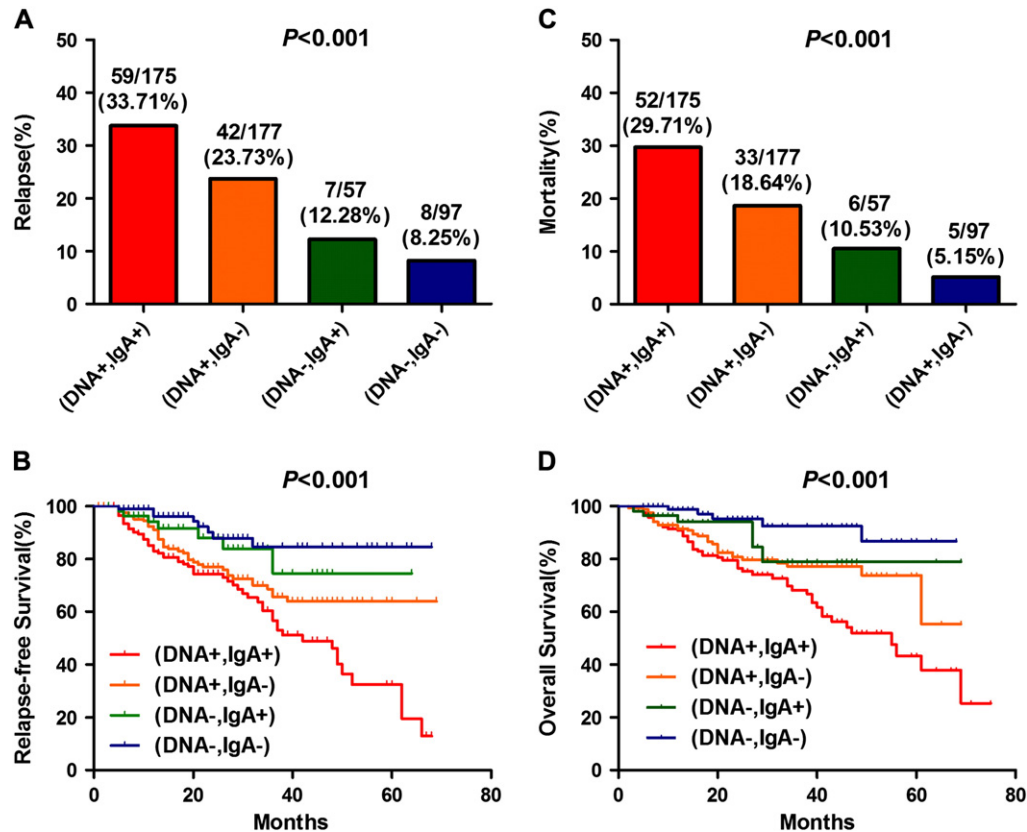 A
P<0.001
Relapse(%)
50
40
30
20
10
0
59/175
(33.71%)
42/177
(23.73%)
7/57
(12.28%)
8/97
(8.25%)
(DNA+,IgA+)
(DNA+,IgA-)
(DNA-,IgA+)
(DNA-,IgA-)
C
P<0.001
Mortality(%)
50
40
30
20
10
0
52/175
(29.71%)
33/177
(18.64%)
6/57
(10.53%)
5/97
(5.15%)
(DNA+,IgA+)
(DNA+,IgA-)
(DNA-,IgA+)
(DNA+,IgA-)
B
P<0.001
Relapse-free Survival(%)
100
80
60
40
20
0
(DNA+,IgA+)
(DNA+,IgA-)
(DNA-,IgA+)
(DNA-,IgA-)
0 20 40 60 80
Months
D
P<0.001
Overall Survival(%)
100
80
60
40
20
0
(DNA+,IgA+)
(DNA+,IgA-)
(DNA-,IgA+)
(DNA-,IgA-)
0 20 40 60 80
Months